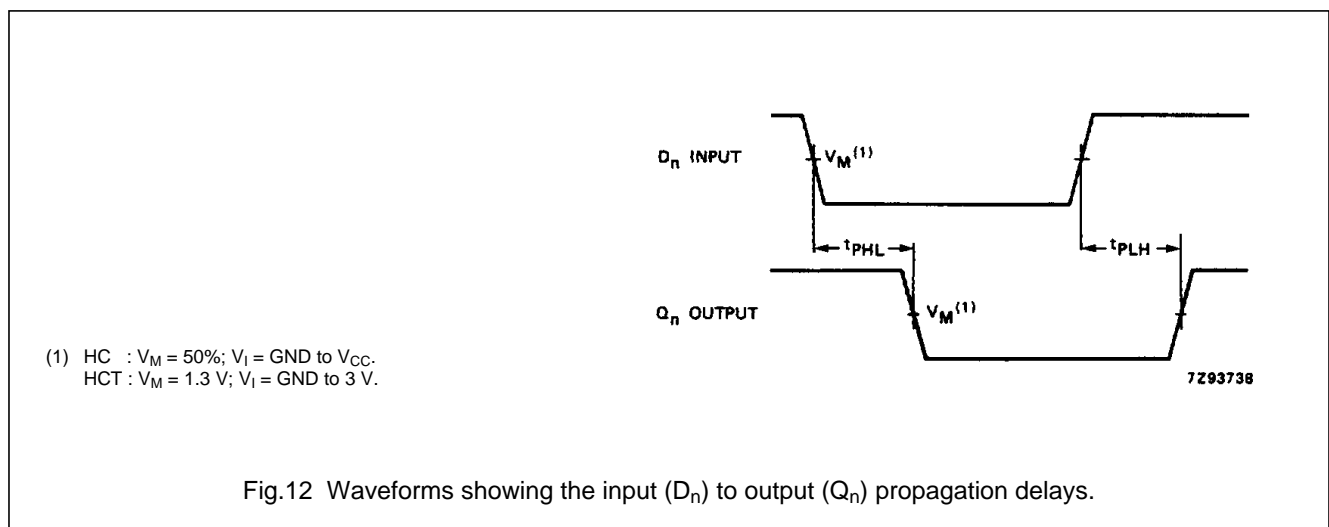 Dn INPUT
VM(1)
tPHL
tPLH
Qn OUTPUT
VM(1)
(1) HC : VM = 50%; VI = GND to VCC.
HCT : VM = 1.3 V; VI = GND to 3 V.
7Z93738
Fig.12 Waveforms showing the input (Dn) to output (Qn) propagation delays.